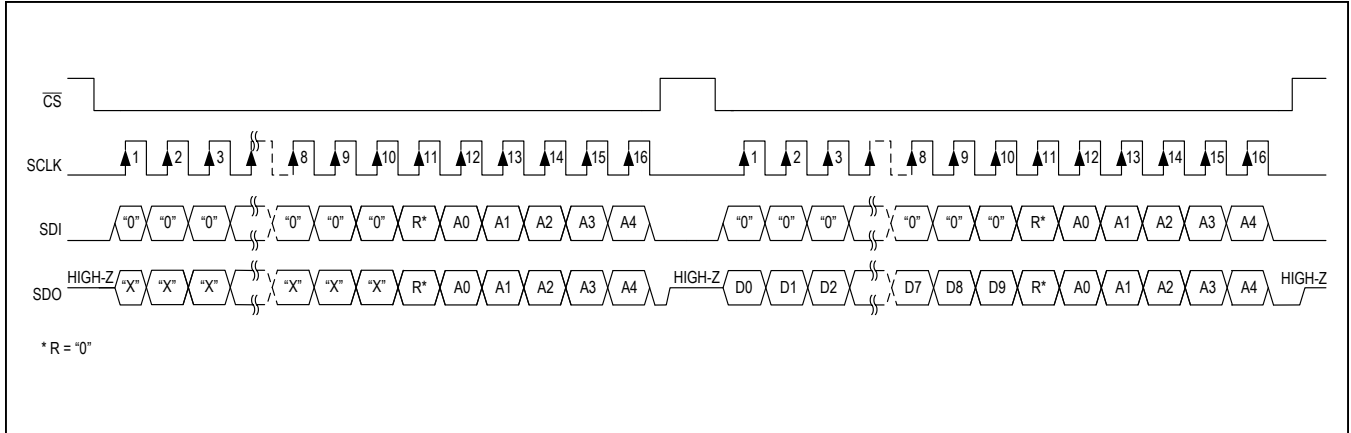 CS
SCLK 1 2 3 8 9 10 11 12 13 14 15 16 1 2 3 8 9 10 11 12 13 14 15 16
SDI “0” “0” “0” “0” “0” “0” R* A0 A1 A2 A3 A4 “0” “0” “0” “0” “0” “0” R* A0 A1 A2 A3 A4
SDO HIGH-Z “X” “X” “X” “X” “X” “X” R* A0 A1 A2 A3 A4 HIGH-Z D0 D1 D2 D7 D8 D9 R* A0 A1 A2 A3 A4 HIGH-Z
* R = “0”